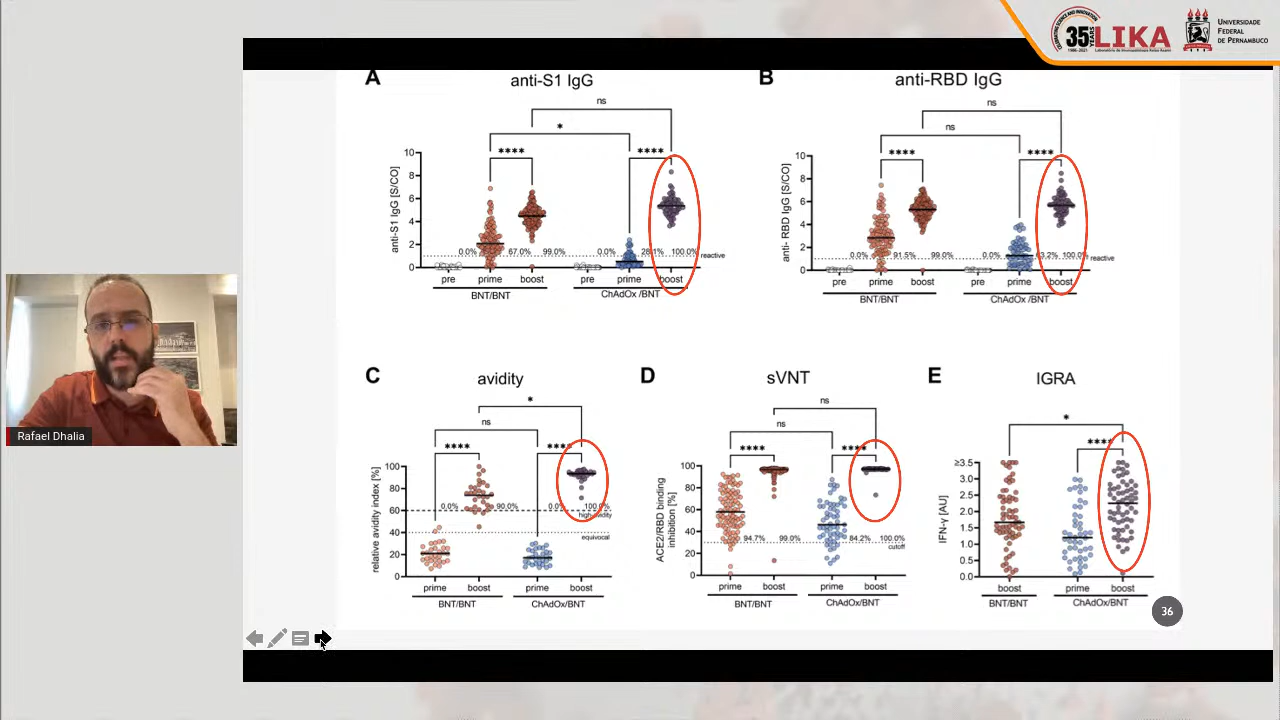 35 LIKA
UNIVERSIDADE
FEDERAL
DE PERNAMBUCO
A anti-S1 IgG
ns
*
**** ****
anti-S1 IgG [S/CO]
10
8
6
4
2
0
0.0% 67.0% 99.0% 0.0% 28.1% 100.0% reactive
pre prime boost pre prime boost
BNT/BNT ChAdOx /BNT
B anti-RBD IgG
ns
ns
**** ****
anti- RBD IgG [S/CO]
10
8
6
4
2
0
0.0% 91.5% 99.0% 0.0% 63.2% 100.0% reactive
pre prime boost pre prime boost
BNT/BNT ChAdOx /BNT
C avidity
*
ns
**** ****
relative avidity index [%]
100
80
60
40
20
0
0.0% 90.0% 0.0% 100.0%
high avidity
equivocal
prime boost prime boost
BNT/BNT ChAdOx/BNT
D sVNT
ns
ns
**** ****
ACE2/RBD binding
inhibition [%]
100
80
60
40
20
0
94.7% 99.0% 84.2% 100.0%
cutoff
prime boost prime boost
BNT/BNT ChAdOx/BNT
E IGRA
*
****
IFN-γ [AU]
≥3.5
3.0
2.5
2.0
1.5
1.0
0.5
0.0
boost prime boost
BNT/BNT ChAdOx/BNT
36
Rafael Dhalia